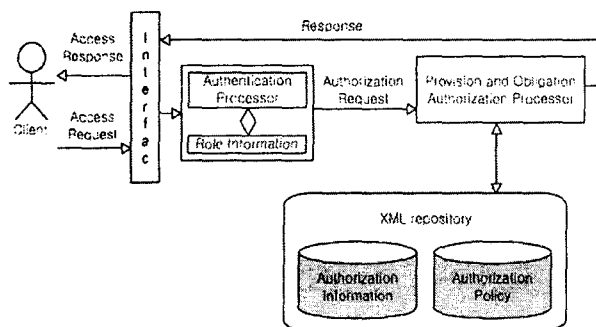 Response
Access
Response
Interfac
Client
Access
Request
Authentication
Processor
Role Information
Authorization
Request
Provision and Obligation
Authorization Processor
XML repository
Authorization
Information
Authorization
Policy